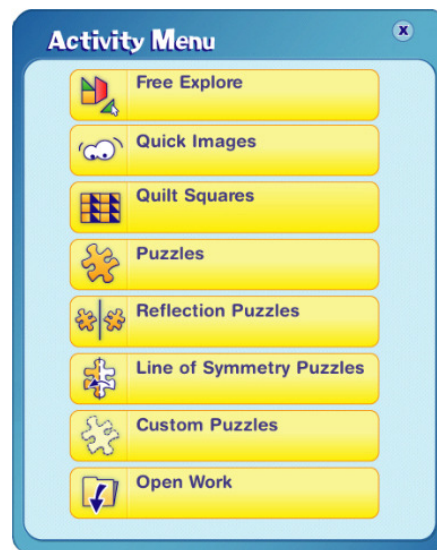 Activity Menu
x
Free Explore
Quick Images
Quilt Squares
Puzzles
Reflection Puzzles
Line of Symmetry Puzzles
Custom Puzzles
Open Work